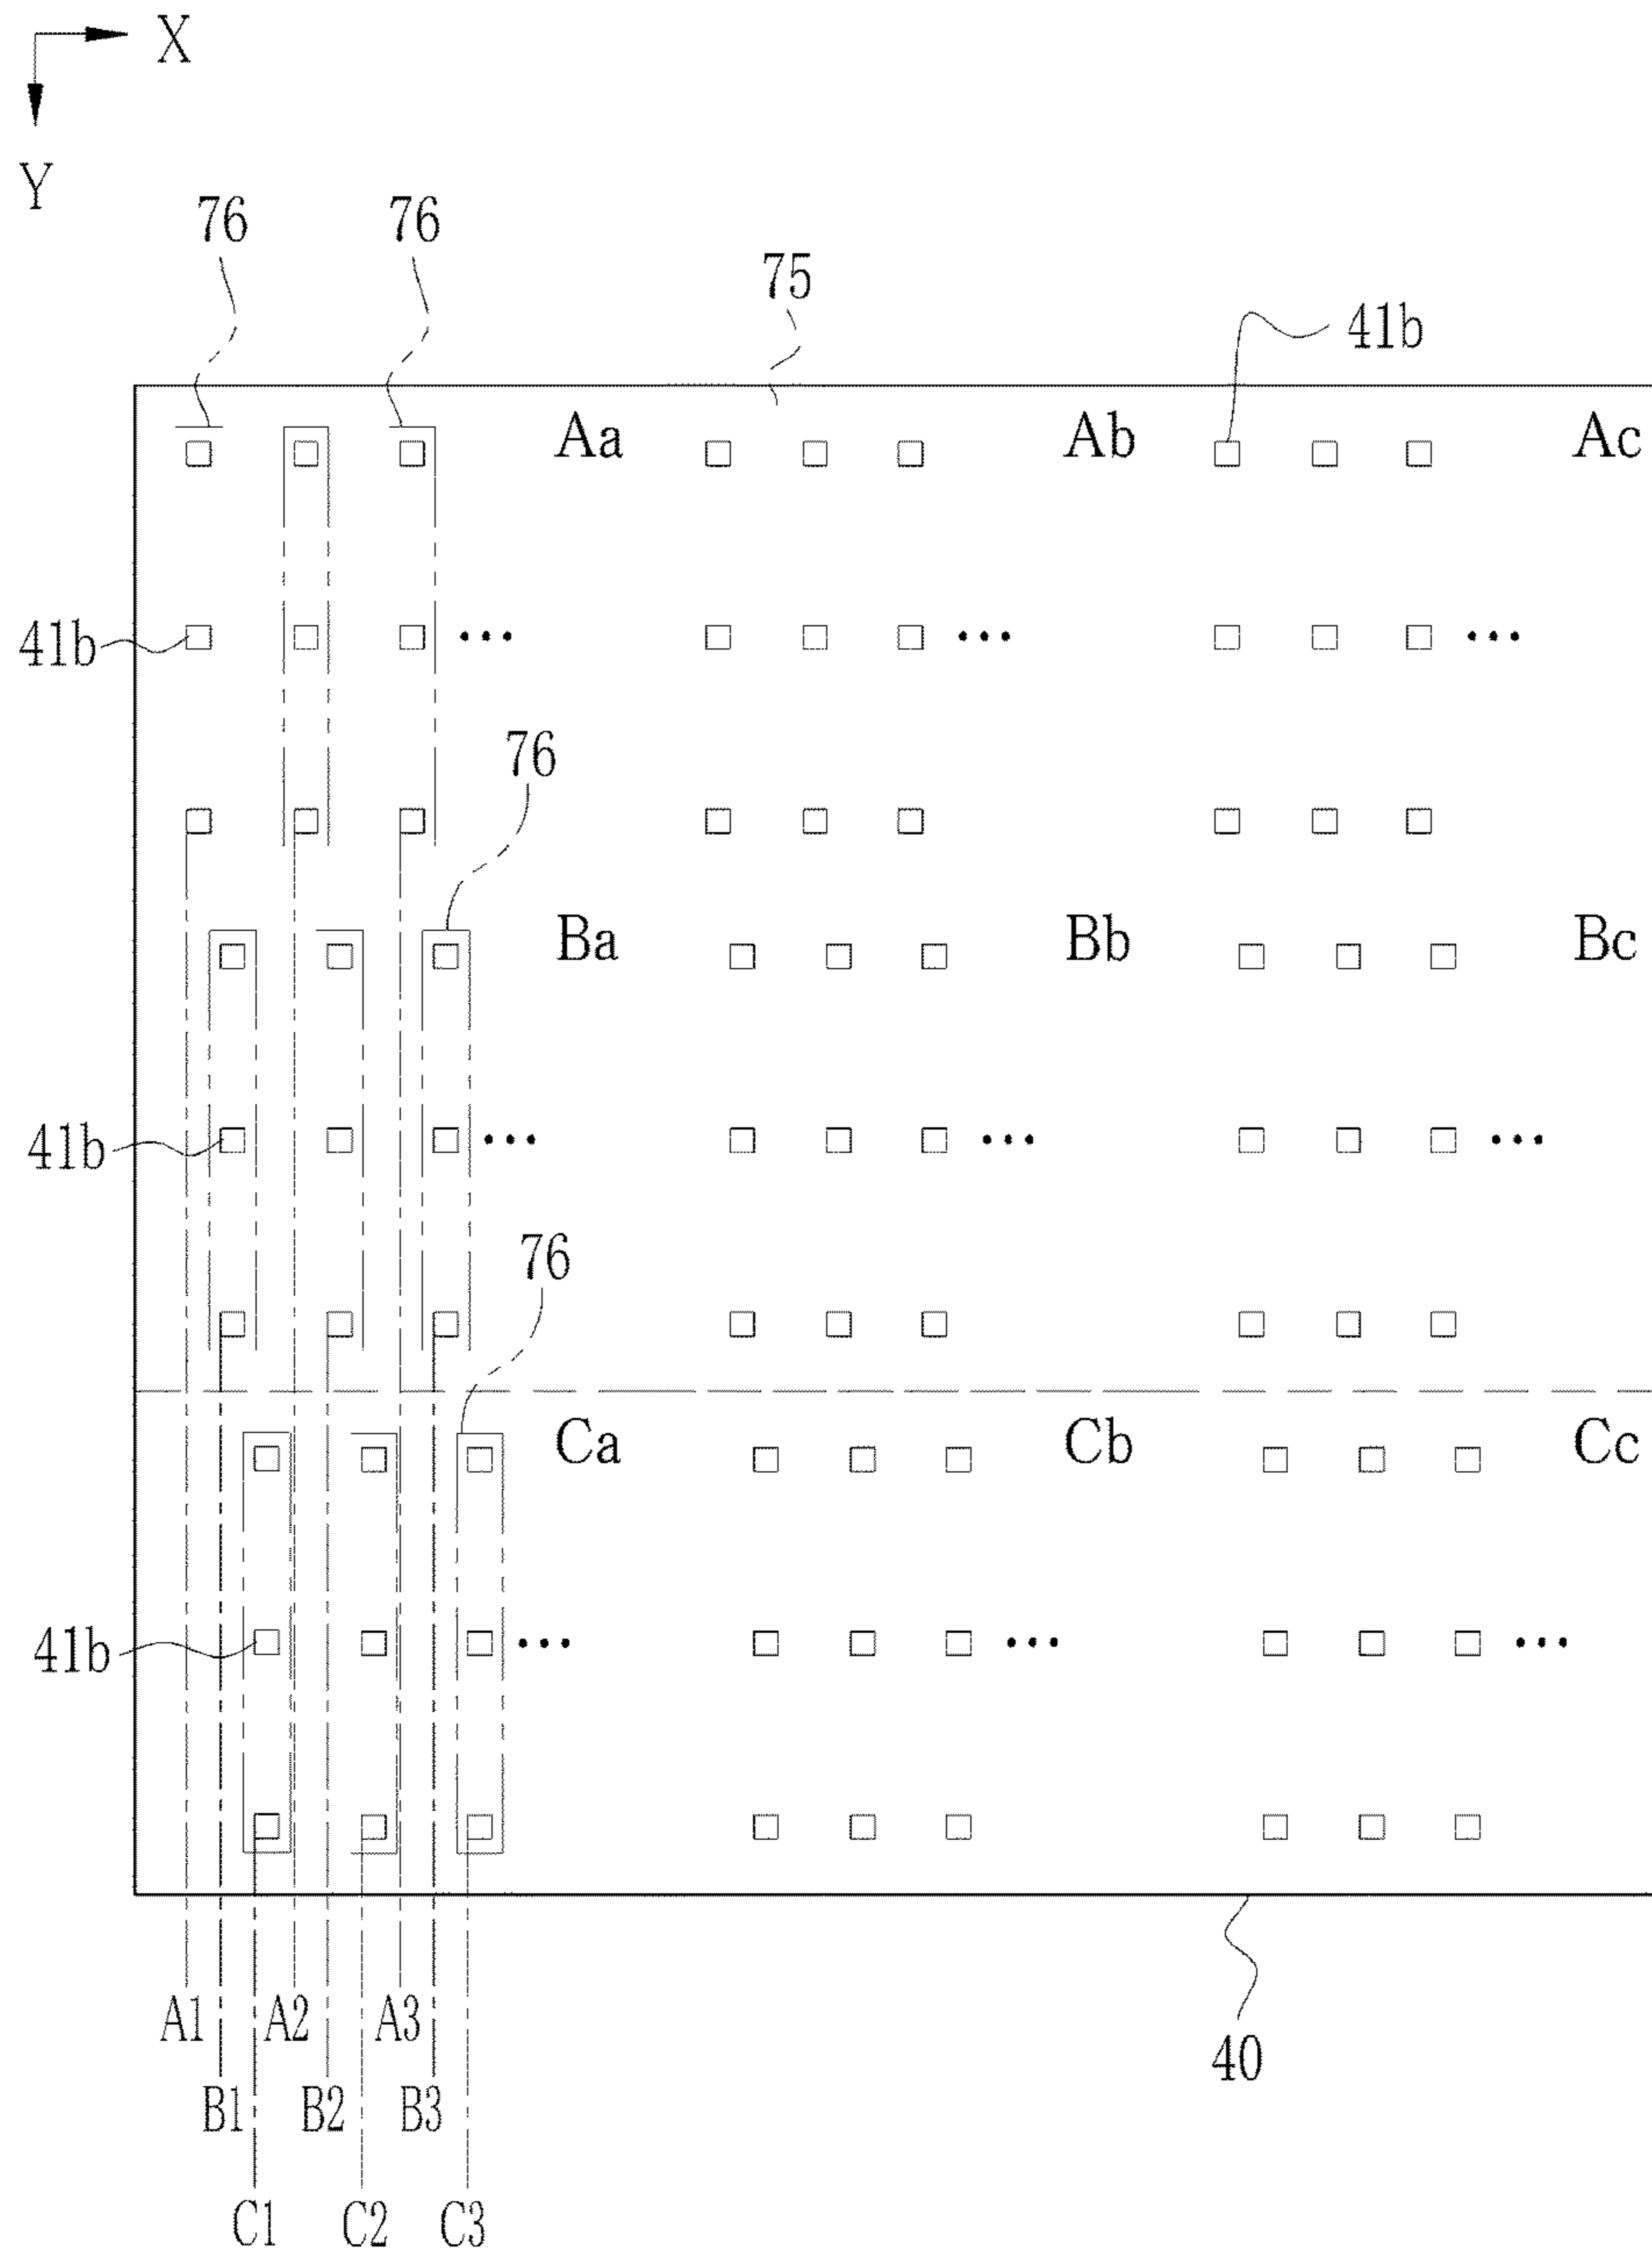 X
Y
76 76
75
41b
Aa Ab Ac
41b •••  ••• •••
76
Ba Bb Bc
41b ••• ••• •••
76
Ca Cb Cc
41b ••• ••• •••
A1 A2 A3
40
B1 B2 B3
C1 C2 C3